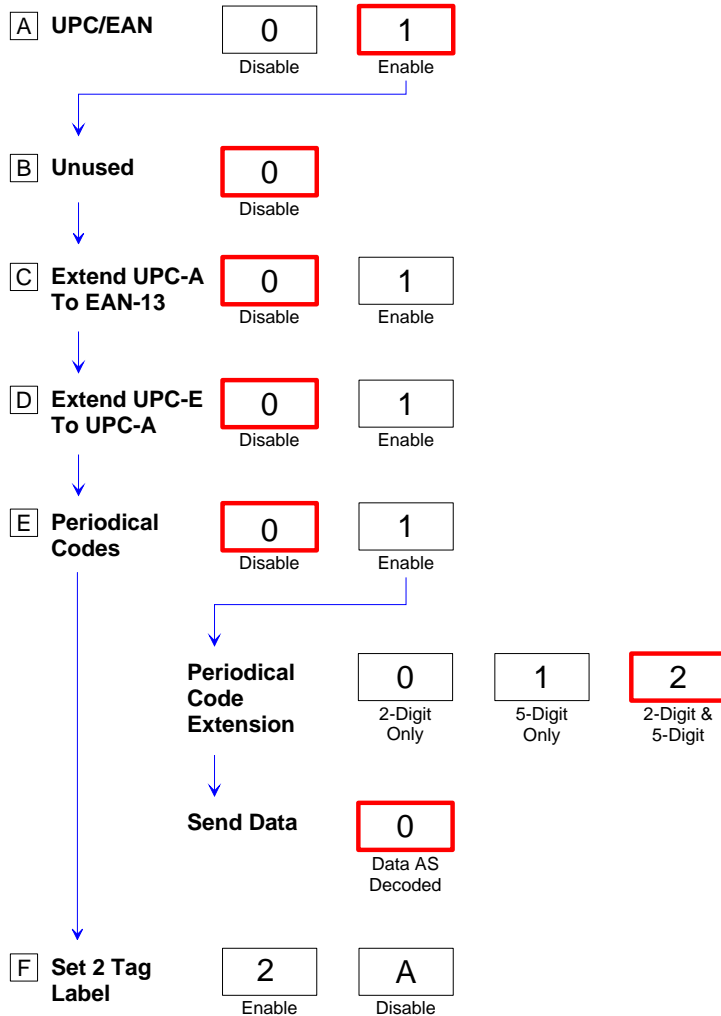 A UPC/EAN 0 1
Disable Enable
B Unused 0
Disable
C Extend UPC-A 0 1
To EAN-13
Disable Enable
D Extend UPC-E 0 1
To UPC-A
Disable Enable
E Periodical 0 1
Codes
Disable Enable
Periodical 0 1 2
Code
Extension
2-Digit 5-Digit 2-Digit &
Only Only 5-Digit
Send Data 0
Data AS
Decoded
F Set 2 Tag 2 A
Label
Enable Disable